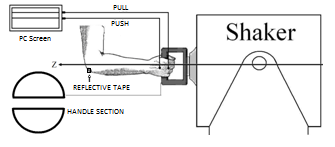 PULL
PUSH
PC Screen
Shaker
Z
REFLECTIVE TAPE
HANDLE SECTION